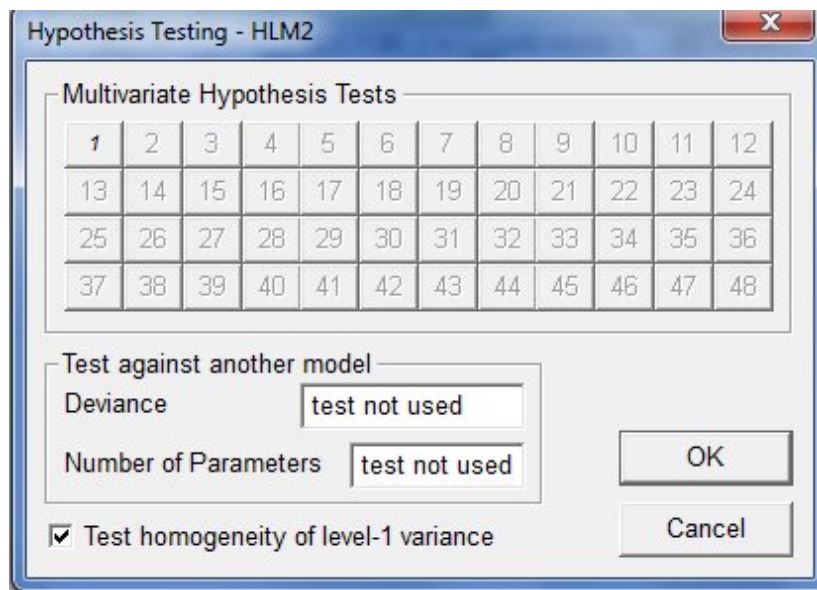 Hypothesis Testing - HLM2
Multivariate Hypothesis Tests
1 2 3 4 5 6 7 8 9 10 11 12
13 14 15 16 17 18 19 20 21 22 23 24
25 26 27 28 29 30 31 32 33 34 35 36
37 38 39 40 41 42 43 44 45 46 47 48
Test against another model
Deviance test not used
Number of Parameters test not used
OK
Test homogeneity of level-1 variance
Cancel